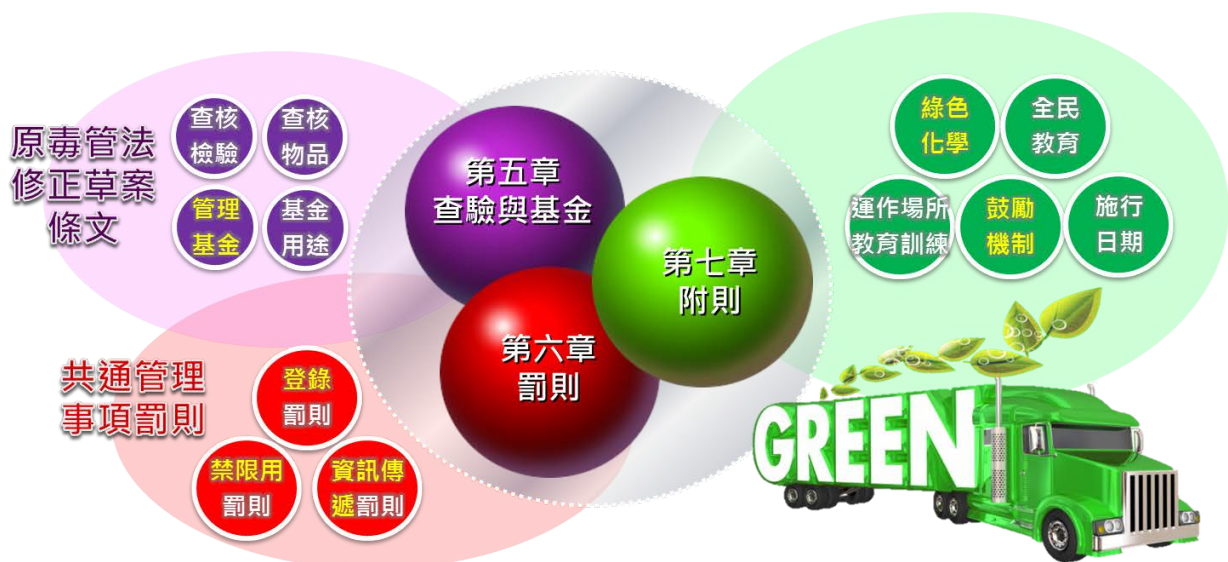 原毒管法
修正草案
條文
查核
檢驗
查核
物品
管理
基金
基金
用途
第五章
查驗與基金
第七章
附則
第六章
罰則
綠色
化學
全民
教育
運作場所
教育訓練
鼓勵
機制
施行
日期
共通管理
事項罰則
登錄
罰則
禁限用
罰則
資訊傳
遞罰則
GREEN